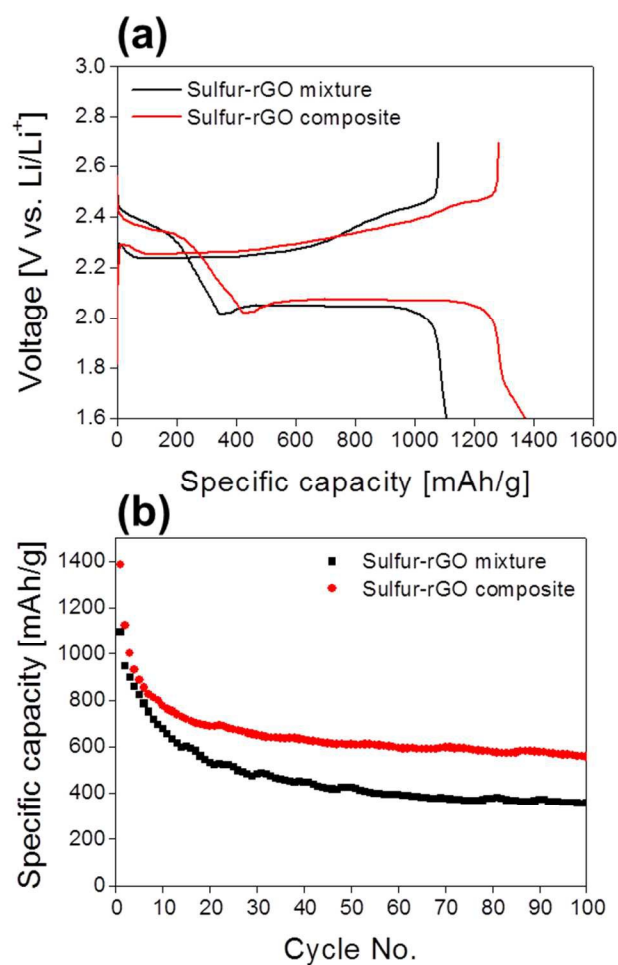 (a)
3.0
2.8
2.6
2.4
2.2
2.0
1.8
1.6
Voltage [V vs. Li/Li+]
Sulfur-rGO mixture
Sulfur-rGO composite
0 200 400 600 800 1000 1200 1400 1600
Specific capacity [mAh/g]
(b)
1400
1200
1000
800
600
400
200
0
Specific capacity [mAh/g]
Sulfur-rGO mixture
Sulfur-rGO composite
0 10 20 30 40 50 60 70 80 90 100
Cycle No.